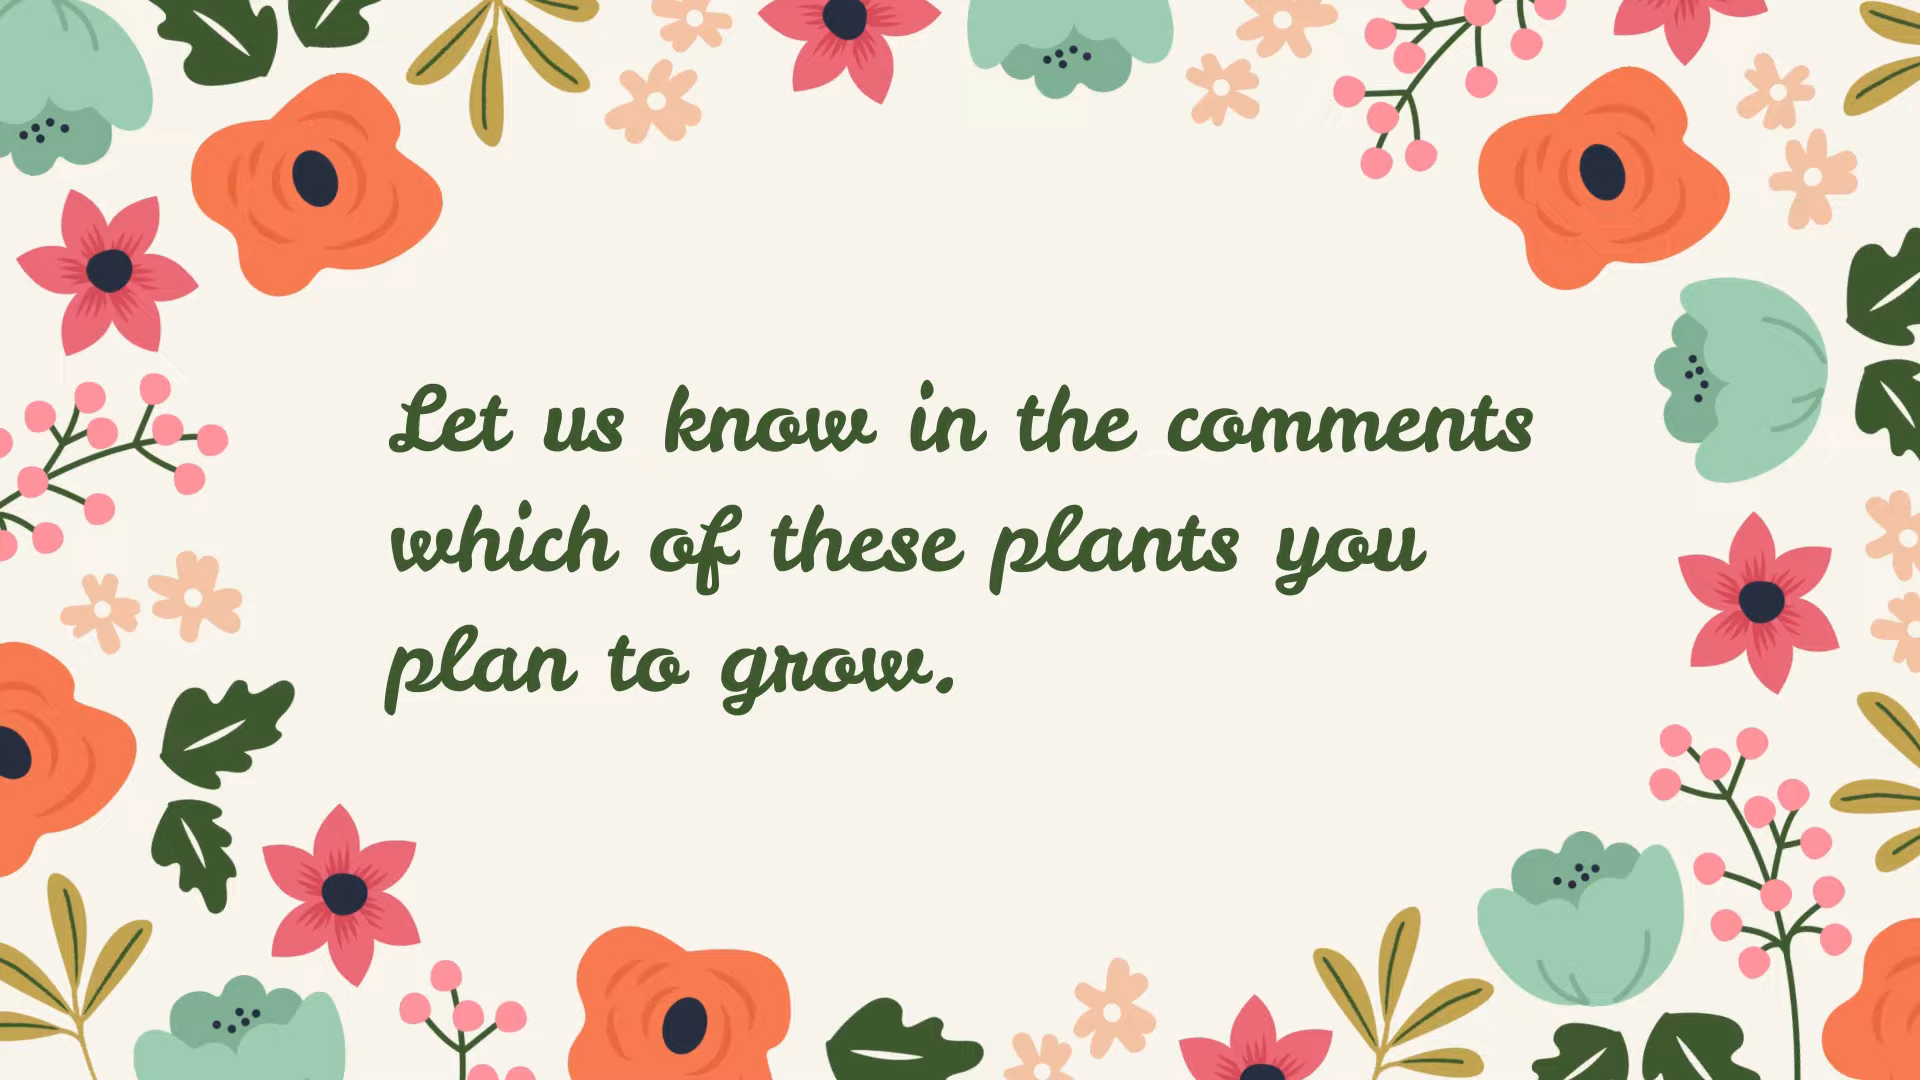 Let us know in the comments
which of these plants you
plan to grow.